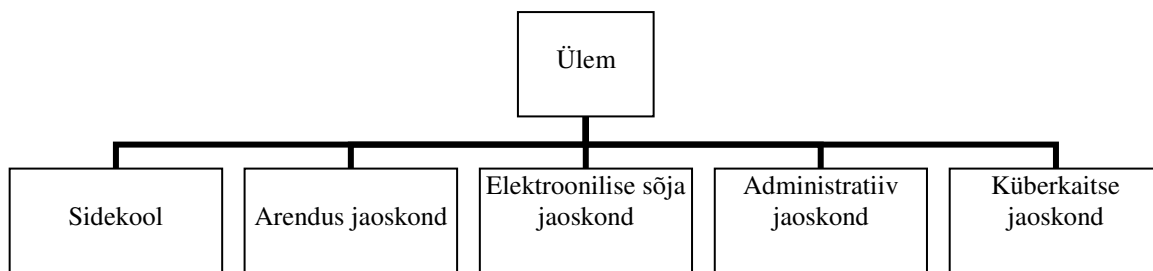 Ülem
Sidekool
Arendus jaoskond
Elektroonilise sõja
jaoskond
Administratiiv
jaoskond
Küberkaitse
jaoskond